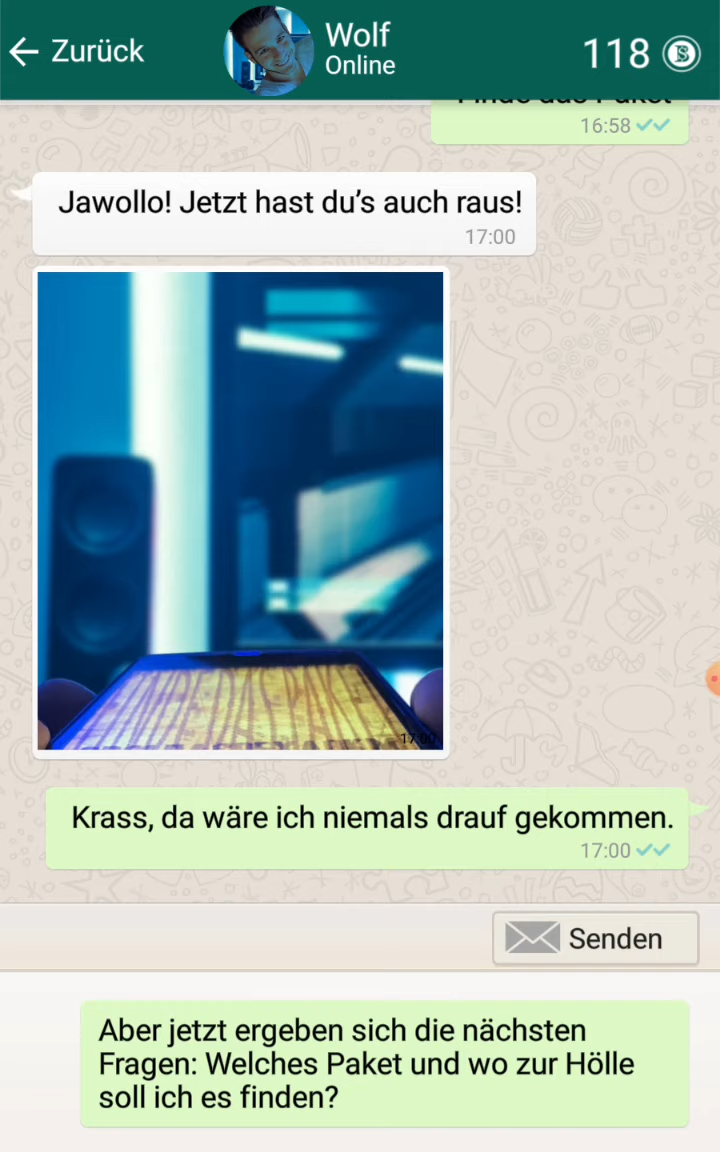 Zurück
Wolf
118
Online
Finde das Paket
16:58
Jawollo! Jetzt hast du's auch raus!
17:00
17:00
Krass, da wäre ich niemals drauf gekommen.
17:00
Senden
Aber jetzt ergeben sich die nächsten
Fragen: Welches Paket und wo zur Hölle
soll ich es finden?